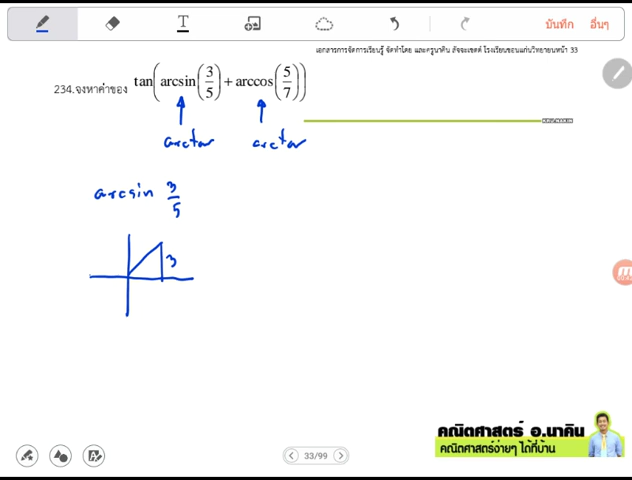 บันทึก อื่นๆ
เอกสารการจัดการเรียนรู้ จัดทำโดย และครูนาคิน สัจจะเขตต์ โรงเรียนขอนแก่นวิทยายนหน้า 33
234.จงหาค่าของ tan(arcsin(3/5)+arccos(5/7))
KRU.NAKIN
arctan arctan
arcsin 3/5
3
33/99
คณิตศาสตร์ อ.นาคิน
คณิตศาสตร์ง่ายๆ ได้ที่บ้าน